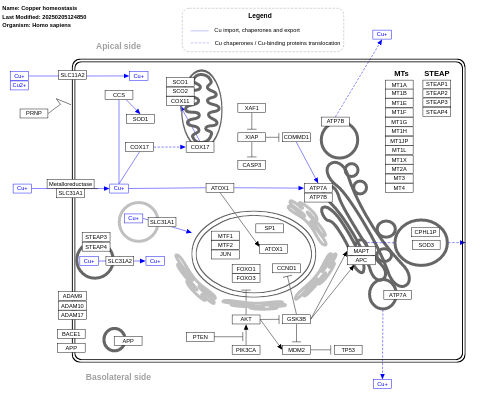 Name: Copper homeostasis
Last Modified: 20250205124850
Organism: Homo sapiens
Legend
Cu import, chaperones and export
Cu chaperones / Cu-binding proteins translocation
Apical side
Cu+
Cu+
Cu2+
SLC11A2
Cu+
PRNP
CCS
SOD1
COX17
COX17
SCO1
SCO2
COX11
XAF1
XIAP
COMMD1
CASP3
ATP7B
MTs
STEAP
MT1A
MT1B
MT1E
MT1F
MT1G
MT1H
MT1JP
MT1L
MT1X
MT2A
MT3
MT4
STEAP1
STEAP2
STEAP3
STEAP4
Cu+
Metalloreductase
SLC31A1
Cu+
ATOX1
ATP7A
ATP7B
Cu+
SLC31A1
STEAP3
STEAP4
Cu+
SLC31A2
Cu+
MTF1
MTF2
JUN
SP1
ATOX1
FOXO1
FOXO3
CCND1
MAPT
APC
CPHL1P
SOD3
ATP7A
ADAM9
ADAM10
ADAM17
BACE1
APP
APP
AKT
GSK3B
PTEN
PIK3CA
MDM2
TP53
Basolateral side
Cu+